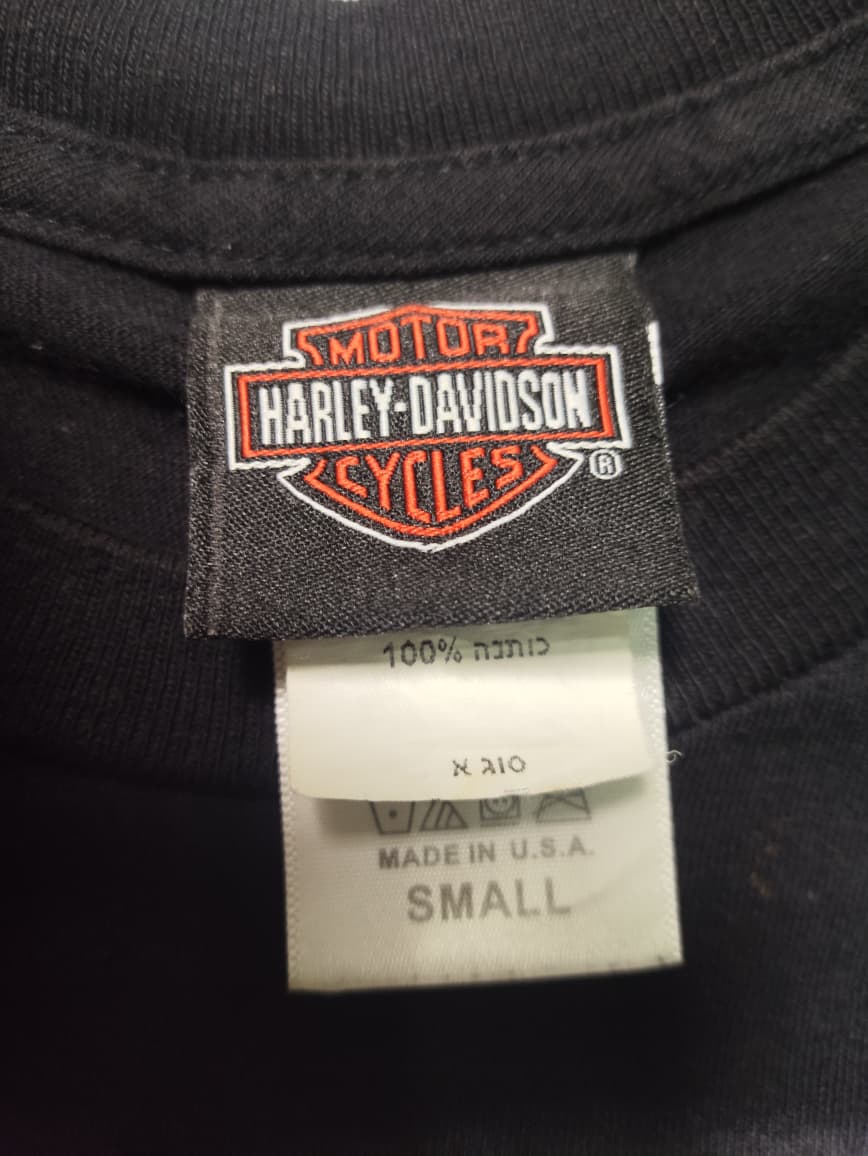 MOTOR
HARLEY-DAVIDSON
CYCLES
®
100% כותנה
סוג א
MADE IN U.S.A.
SMALL